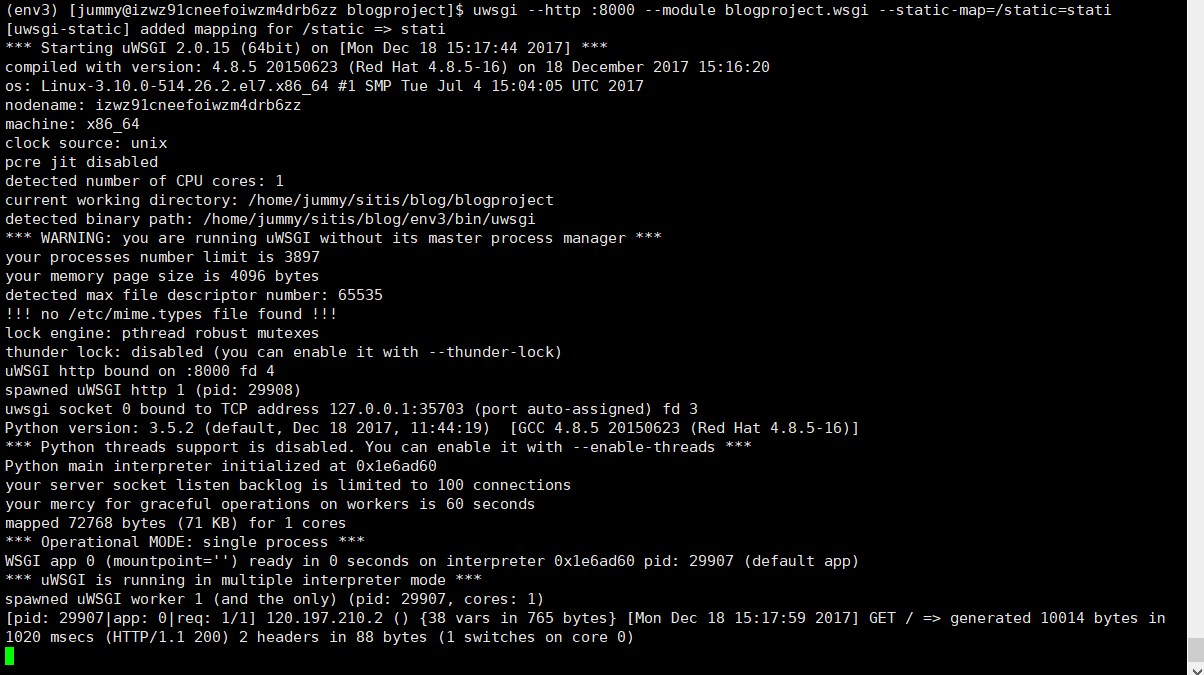 (env3) [jummy@izwz91cneefoiwzm4drb6zz blogproject]$ uwsgi --http :8000 --module blogproject.wsgi --static-map=/static=stati
[uwsgi-static] added mapping for /static => stati
*** Starting uWSGI 2.0.15 (64bit) on [Mon Dec 18 15:17:44 2017] ***
compiled with version: 4.8.5 20150623 (Red Hat 4.8.5-16) on 18 December 2017 15:16:20
os: Linux-3.10.0-514.26.2.el7.x86_64 #1 SMP Tue Jul 4 15:04:05 UTC 2017
nodename: izwz91cneefoiwzm4drb6zz
machine: x86_64
clock source: unix
pcre jit disabled
detected number of CPU cores: 1
current working directory: /home/jummy/sitis/blog/blogproject
detected binary path: /home/jummy/sitis/blog/env3/bin/uwsgi
*** WARNING: you are running uWSGI without its master process manager ***
your processes number limit is 3897
your memory page size is 4096 bytes
detected max file descriptor number: 65535
!!! no /etc/mime.types file found !!!
lock engine: pthread robust mutexes
thunder lock: disabled (you can enable it with --thunder-lock)
uWSGI http bound on :8000 fd 4
spawned uWSGI http 1 (pid: 29908)
uwsgi socket 0 bound to TCP address 127.0.0.1:35703 (port auto-assigned) fd 3
Python version: 3.5.2 (default, Dec 18 2017, 11:44:19)  [GCC 4.8.5 20150623 (Red Hat 4.8.5-16)]
*** Python threads support is disabled. You can enable it with --enable-threads ***
Python main interpreter initialized at 0x1e6ad60
your server socket listen backlog is limited to 100 connections
your mercy for graceful operations on workers is 60 seconds
mapped 72768 bytes (71 KB) for 1 cores
*** Operational MODE: single process ***
WSGI app 0 (mountpoint='') ready in 0 seconds on interpreter 0x1e6ad60 pid: 29907 (default app)
*** uWSGI is running in multiple interpreter mode ***
spawned uWSGI worker 1 (and the only) (pid: 29907, cores: 1)
[pid: 29907|app: 0|req: 1/1] 120.197.210.2 () {38 vars in 765 bytes} [Mon Dec 18 15:17:59 2017] GET / => generated 10014 bytes in
1020 msecs (HTTP/1.1 200) 2 headers in 88 bytes (1 switches on core 0)